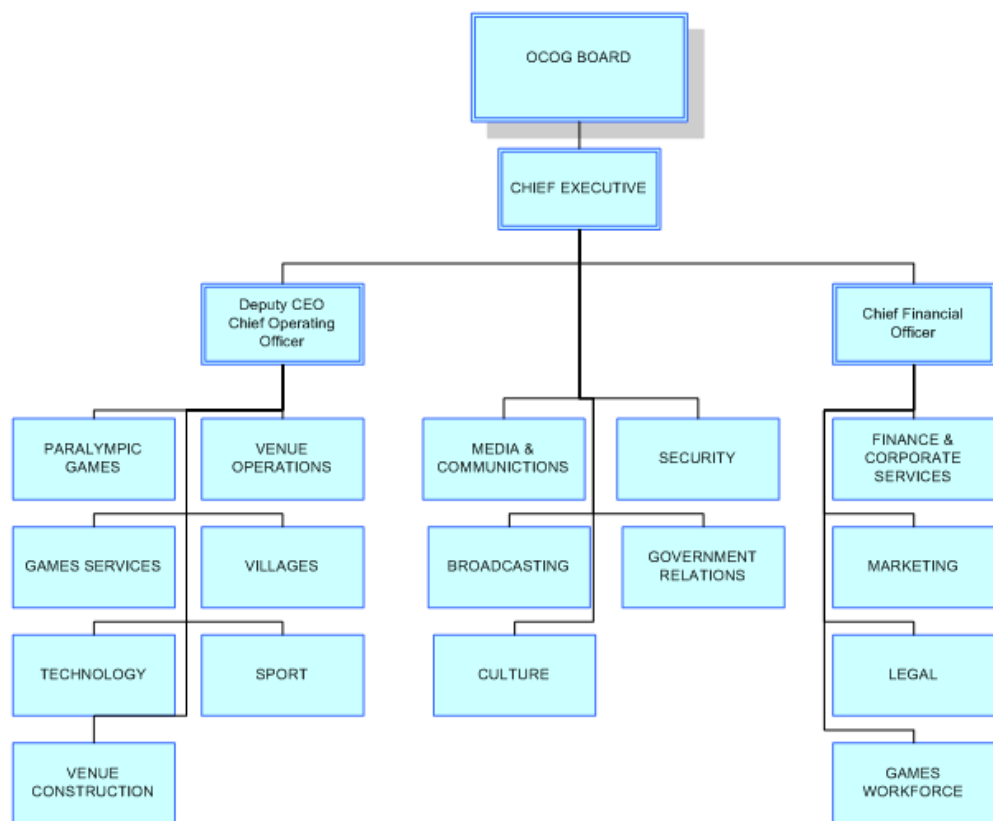 OCOG BOARD
CHIEF EXECUTIVE
Deputy CEO
Chief Operating
Officer
Chief Financial
Officer
PARALYMPIC
GAMES
VENUE
OPERATIONS
MEDIA &
COMMUNICTIONS
SECURITY
FINANCE &
CORPORATE
SERVICES
GAMES SERVICES
VILLAGES
BROADCASTING
GOVERNMENT
RELATIONS
MARKETING
TECHNOLOGY
SPORT
CULTURE
LEGAL
VENUE
CONSTRUCTION
GAMES
WORKFORCE